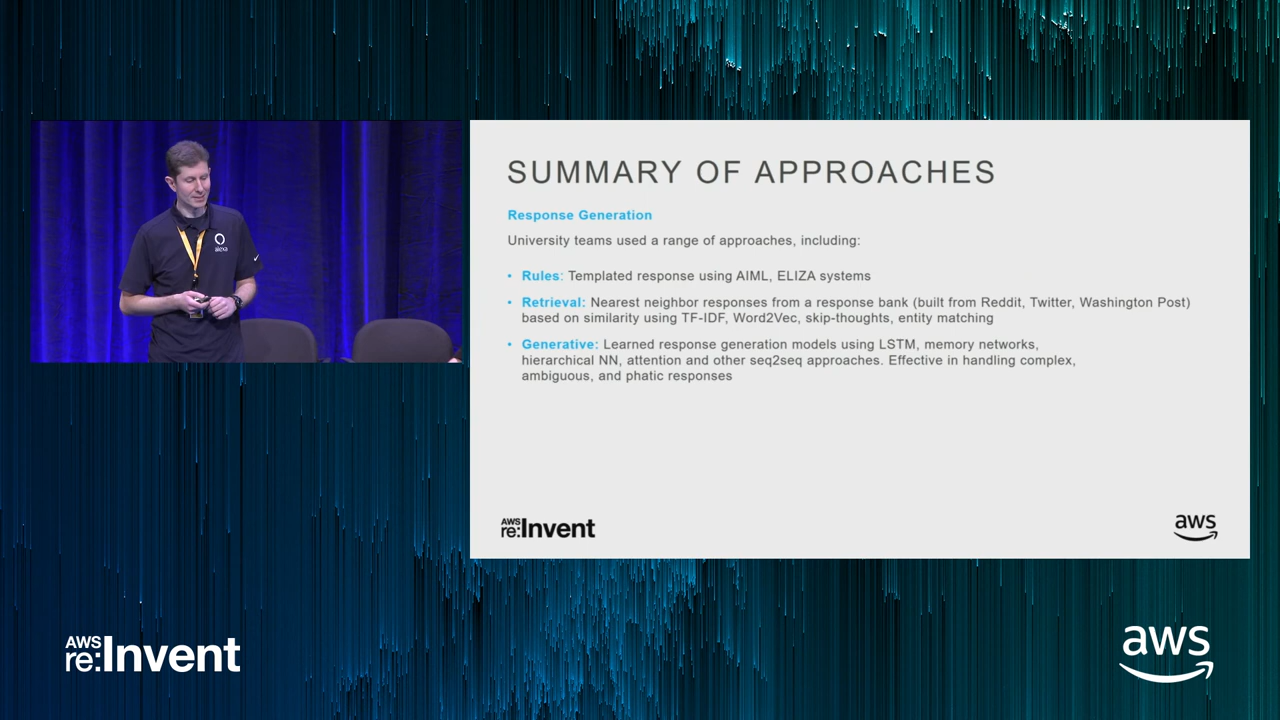 alexa
SUMMARY OF APPROACHES
Response Generation
University teams used a range of approaches, including:
• Rules: Templated response using AIML, ELIZA systems
• Retrieval: Nearest neighbor responses from a response bank (built from Reddit, Twitter, Washington Post)
based on similarity using TF-IDF, Word2Vec, skip-thoughts, entity matching
• Generative: Learned response generation models using LSTM, memory networks,
hierarchical NN, attention and other seq2seq approaches. Effective in handling complex,
ambiguous, and phatic responses
AWS
re:Invent
aws
AWS
re:Invent
aws